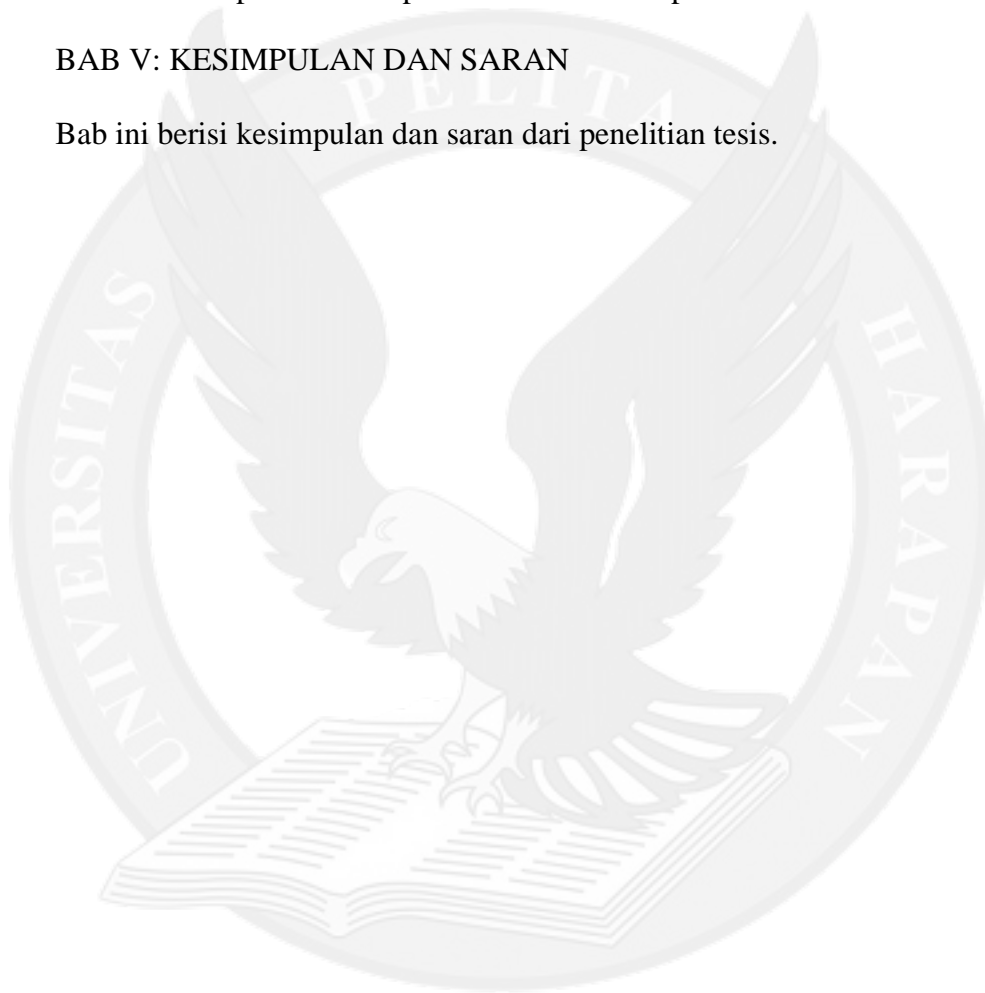 BAB V: KESIMPULAN DAN SARAN
Bab ini berisi kesimpulan dan saran dari penelitian tesis.
UNIVERSITAS PELITA HARAPAN